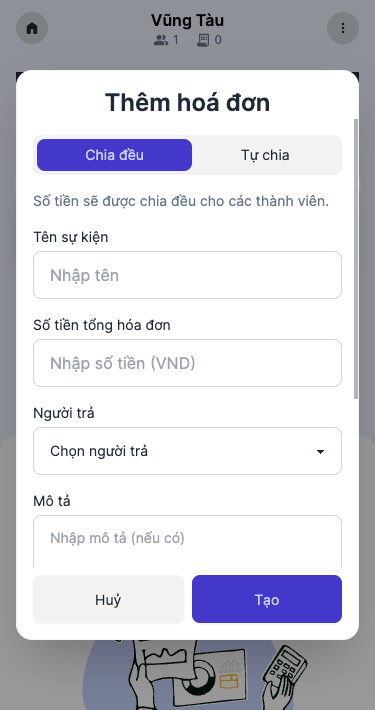 Vũng Tàu
1 0
Thêm hoá đơn
Chia đều Tự chia
Số tiền sẽ được chia đều cho các thành viên.
Tên sự kiện
Nhập tên
Số tiền tổng hóa đơn
Nhập số tiền (VND)
Người trả
Chọn người trả
Mô tả
Nhập mô tả (nếu có)
Huỷ Tạo